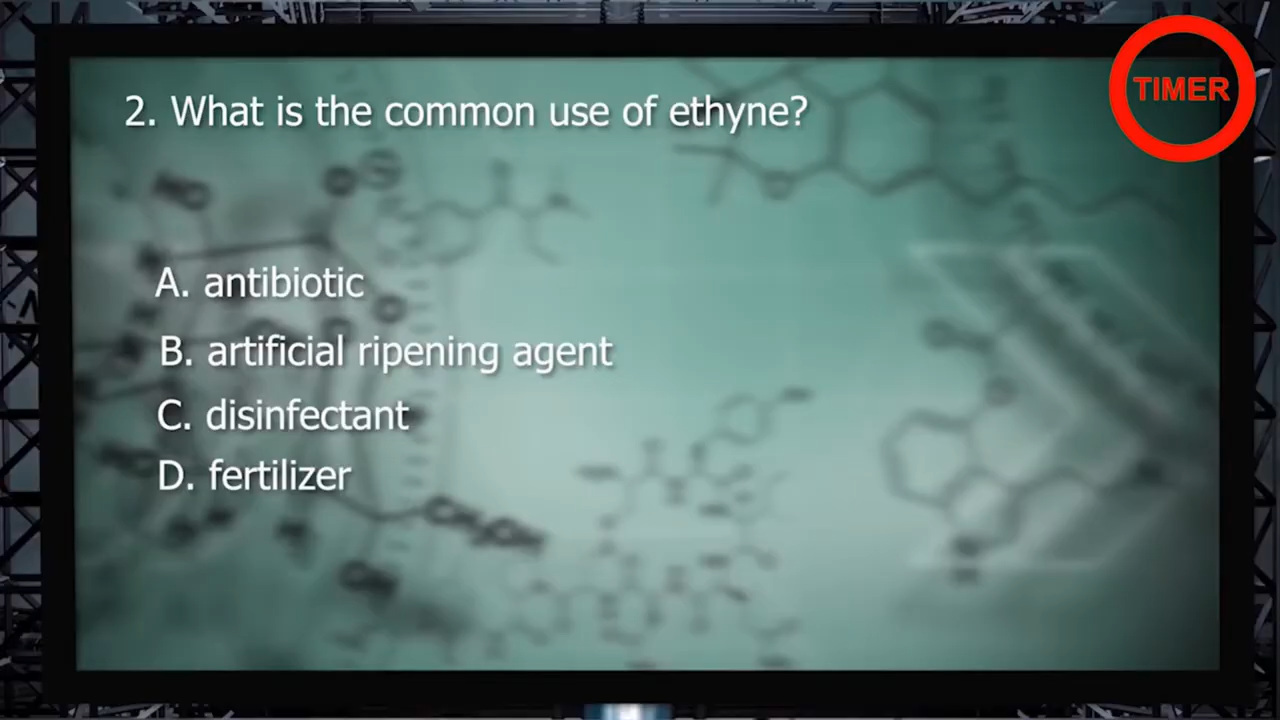 TIMER
2. What is the common use of ethyne?
A. antibiotic
B. artificial ripening agent
C. disinfectant
D. fertilizer